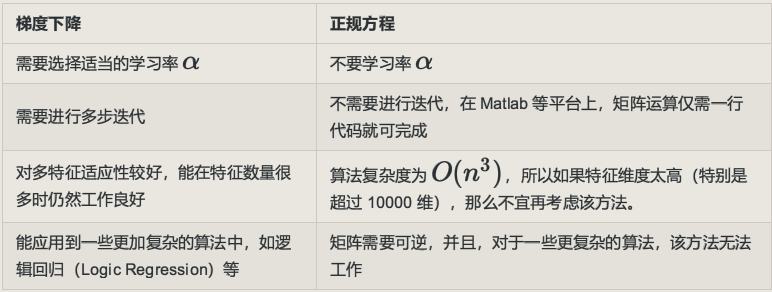 梯度下降
正规方程
需要选择适当的学习率 α
不要学习率 α
需要进行多步迭代
不需要进行迭代，在 Matlab 等平台上，矩阵运算仅需一行
代码就可完成
对多特征适应性较好，能在特征数量很
多时仍然工作良好
算法复杂度为 O(n³)，所以如果特征维度太高（特别是
超过 10000 维），那么不宜再考虑该方法。
能应用到一些更加复杂的算法中，如逻
辑回归（Logic Regression）等
矩阵需要可逆，并且，对于一些更复杂的算法，该方法无法
工作